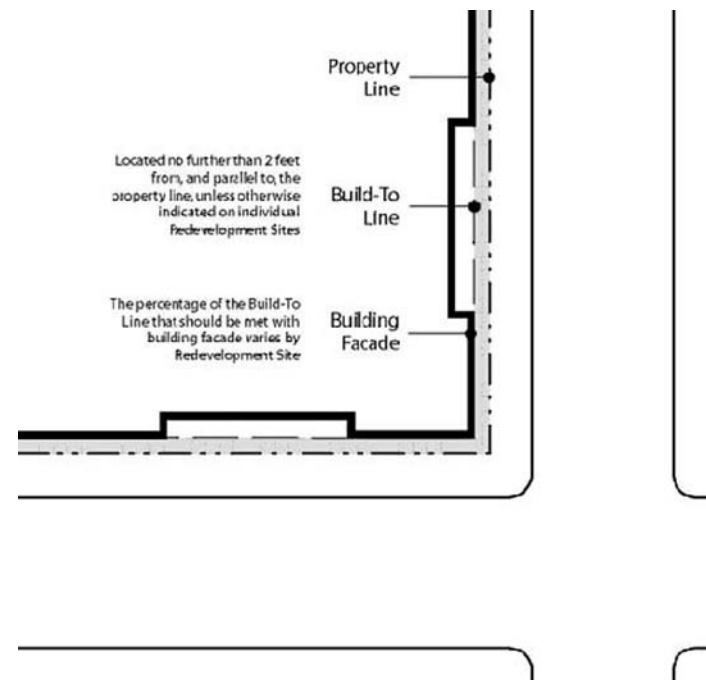 Property
Line
Located no further than 2 feet
from, and parallel to, the
property line, unless otherwise
indicated on individual
Redevelopment Sites
Build-To
Line
The percentage of the Build-To
Line that should be met with
building facade varies by
Redevelopment Site
Building
Facade